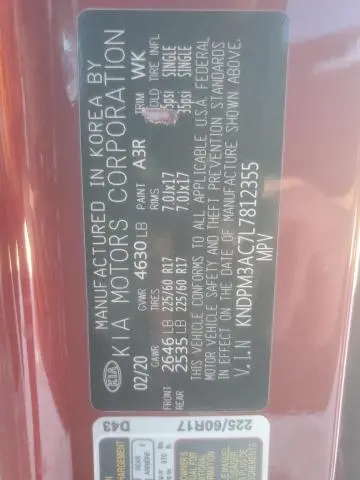 MANUFACTURED IN KOREA BY
KIA MOTORS CORPORATION
KIA
02/20 GVWR 4630 LB PAINT A3R TRIM WK
GAWR TIRES RIMS COLD TIRE INFL
FRONT 2646 LB 225/60 R17 7.0JX17 35psi SINGLE
REAR 2535 LB 225/60 R17 7.0JX17 35psi SINGLE
THIS VEHICLE CONFORMS TO ALL APPLICABLE U.S.A. FEDERAL
MOTOR VEHICLE SAFETY AND THEFT PREVENTION STANDARDS
IN EFFECT ON THE DATE OF MANUFACTURE SHOWN ABOVE.
V.I.N KNDPM3AC7L7812355
MPV
D43 225/60R17